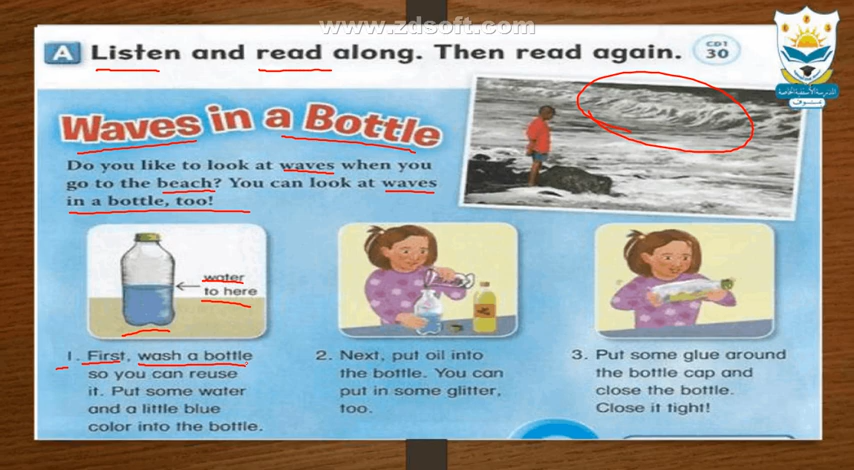 www.zdsoft.com
A Listen and read along. Then read again. CD1 30
Waves in a Bottle
Do you like to look at waves when you
go to the beach? You can look at waves
in a bottle, too!
water
to here
1. First, wash a bottle
so you can reuse
it. Put some water
and a little blue
color into the bottle.
2. Next, put oil into
the bottle. You can
put in some glitter,
too.
3. Put some glue around
the bottle cap and
close the bottle.
Close it tight!